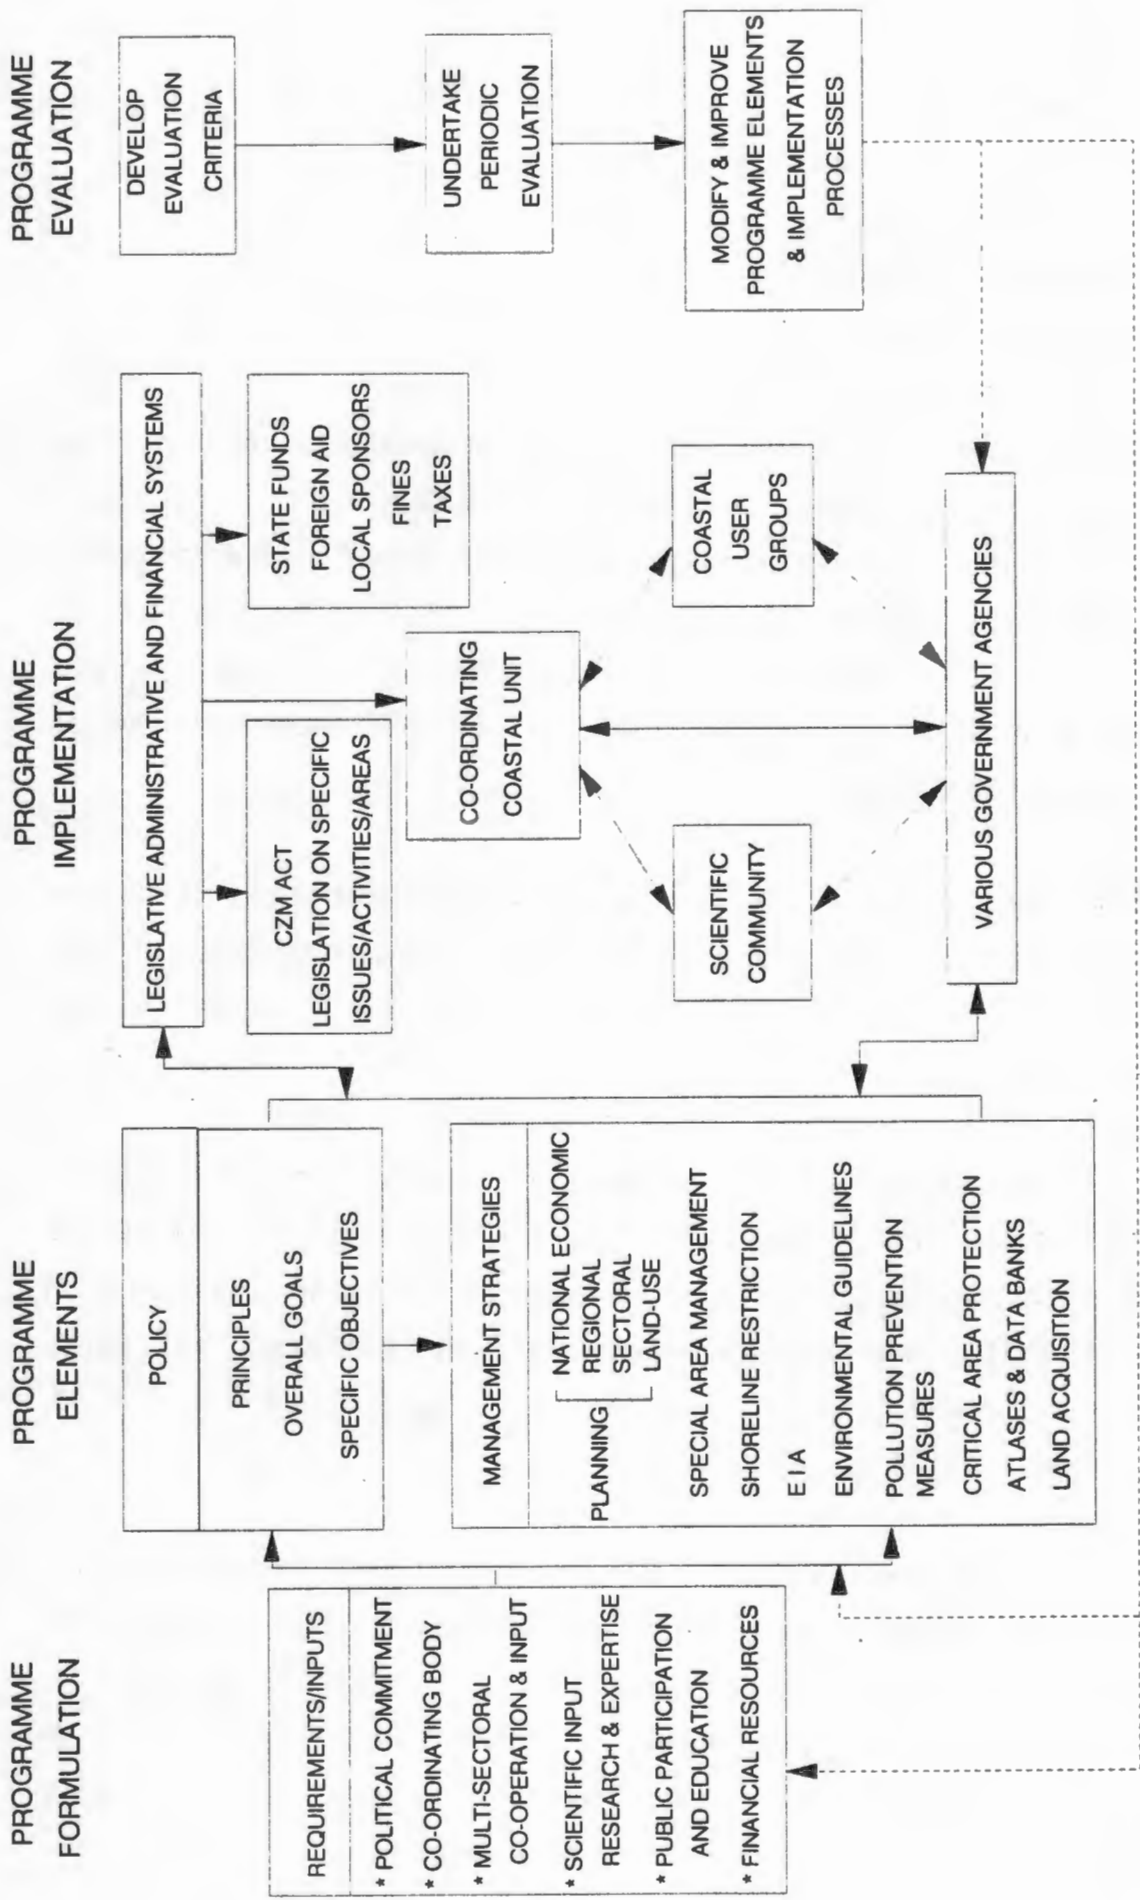 PROGRAMME
FORMULATION
REQUIREMENTS/INPUTS
* POLITICAL COMMITMENT
* CO-ORDINATING BODY
* MULTI-SECTORAL
CO-OPERATION & INPUT
* SCIENTIFIC INPUT
RESEARCH & EXPERTISE
* PUBLIC PARTICIPATION
AND EDUCATION
* FINANCIAL RESOURCES
PROGRAMME
ELEMENTS
POLICY
PRINCIPLES
OVERALL GOALS
SPECIFIC OBJECTIVES
MANAGEMENT STRATEGIES
PLANNING
NATIONAL ECONOMIC
REGIONAL
SECTORAL
LAND-USE
SPECIAL AREA MANAGEMENT
SHORELINE RESTRICTION
E I A
ENVIRONMENTAL GUIDELINES
POLLUTION PREVENTION
MEASURES
CRITICAL AREA PROTECTION
ATLASES & DATA BANKS
LAND ACQUISITION
PROGRAMME
IMPLEMENTATION
LEGISLATIVE ADMINISTRATIVE AND FINANCIAL SYSTEMS
CZM ACT
LEGISLATION ON SPECIFIC
ISSUES/ACTIVITIES/AREAS
STATE FUNDS
FOREIGN AID
LOCAL SPONSORS
FINES
TAXES
CO-ORDINATING
COASTAL UNIT
SCIENTIFIC
COMMUNITY
COASTAL
USER
GROUPS
VARIOUS GOVERNMENT AGENCIES
PROGRAMME
EVALUATION
DEVELOP
EVALUATION
CRITERIA
UNDERTAKE
PERIODIC
EVALUATION
MODIFY & IMPROVE
PROGRAMME ELEMENTS
& IMPLEMENTATION
PROCESSES